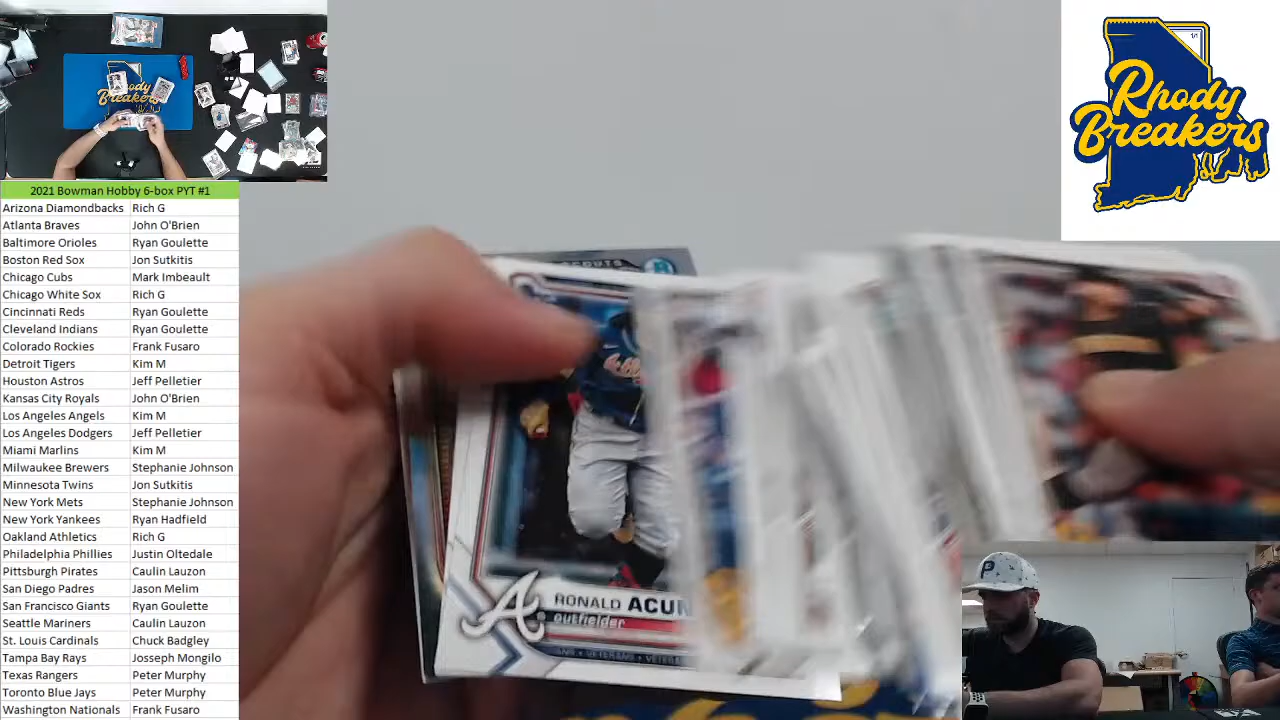 Rhody
Breakers
1/1
Rhody
Breakers
2021 Bowman Hobby 6-box PYT #1
Arizona Diamondbacks Rich G
Atlanta Braves John O'Brien
Baltimore Orioles Ryan Goulette
Boston Red Sox Jon Sutkitis
Chicago Cubs Mark Imbeault
Chicago White Sox Rich G
Cincinnati Reds Ryan Goulette
Cleveland Indians Ryan Goulette
Colorado Rockies Frank Fusaro
Detroit Tigers Kim M
Houston Astros Jeff Pelletier
Kansas City Royals John O'Brien
Los Angeles Angels Kim M
Los Angeles Dodgers Jeff Pelletier
Miami Marlins Kim M
Milwaukee Brewers Stephanie Johnson
Minnesota Twins Jon Sutkitis
New York Mets Stephanie Johnson
New York Yankees Ryan Hadfield
Oakland Athletics Rich G
Philadelphia Phillies Justin Oltedale
Pittsburgh Pirates Caulin Lauzon
San Diego Padres Jason Melim
San Francisco Giants Ryan Goulette
Seattle Mariners Caulin Lauzon
St. Louis Cardinals Chuck Badgley
Tampa Bay Rays Josseph Mongilo
Texas Rangers Peter Murphy
Toronto Blue Jays Peter Murphy
Washington Nationals Frank Fusaro
A
RONALD ACUN
outfielder
P